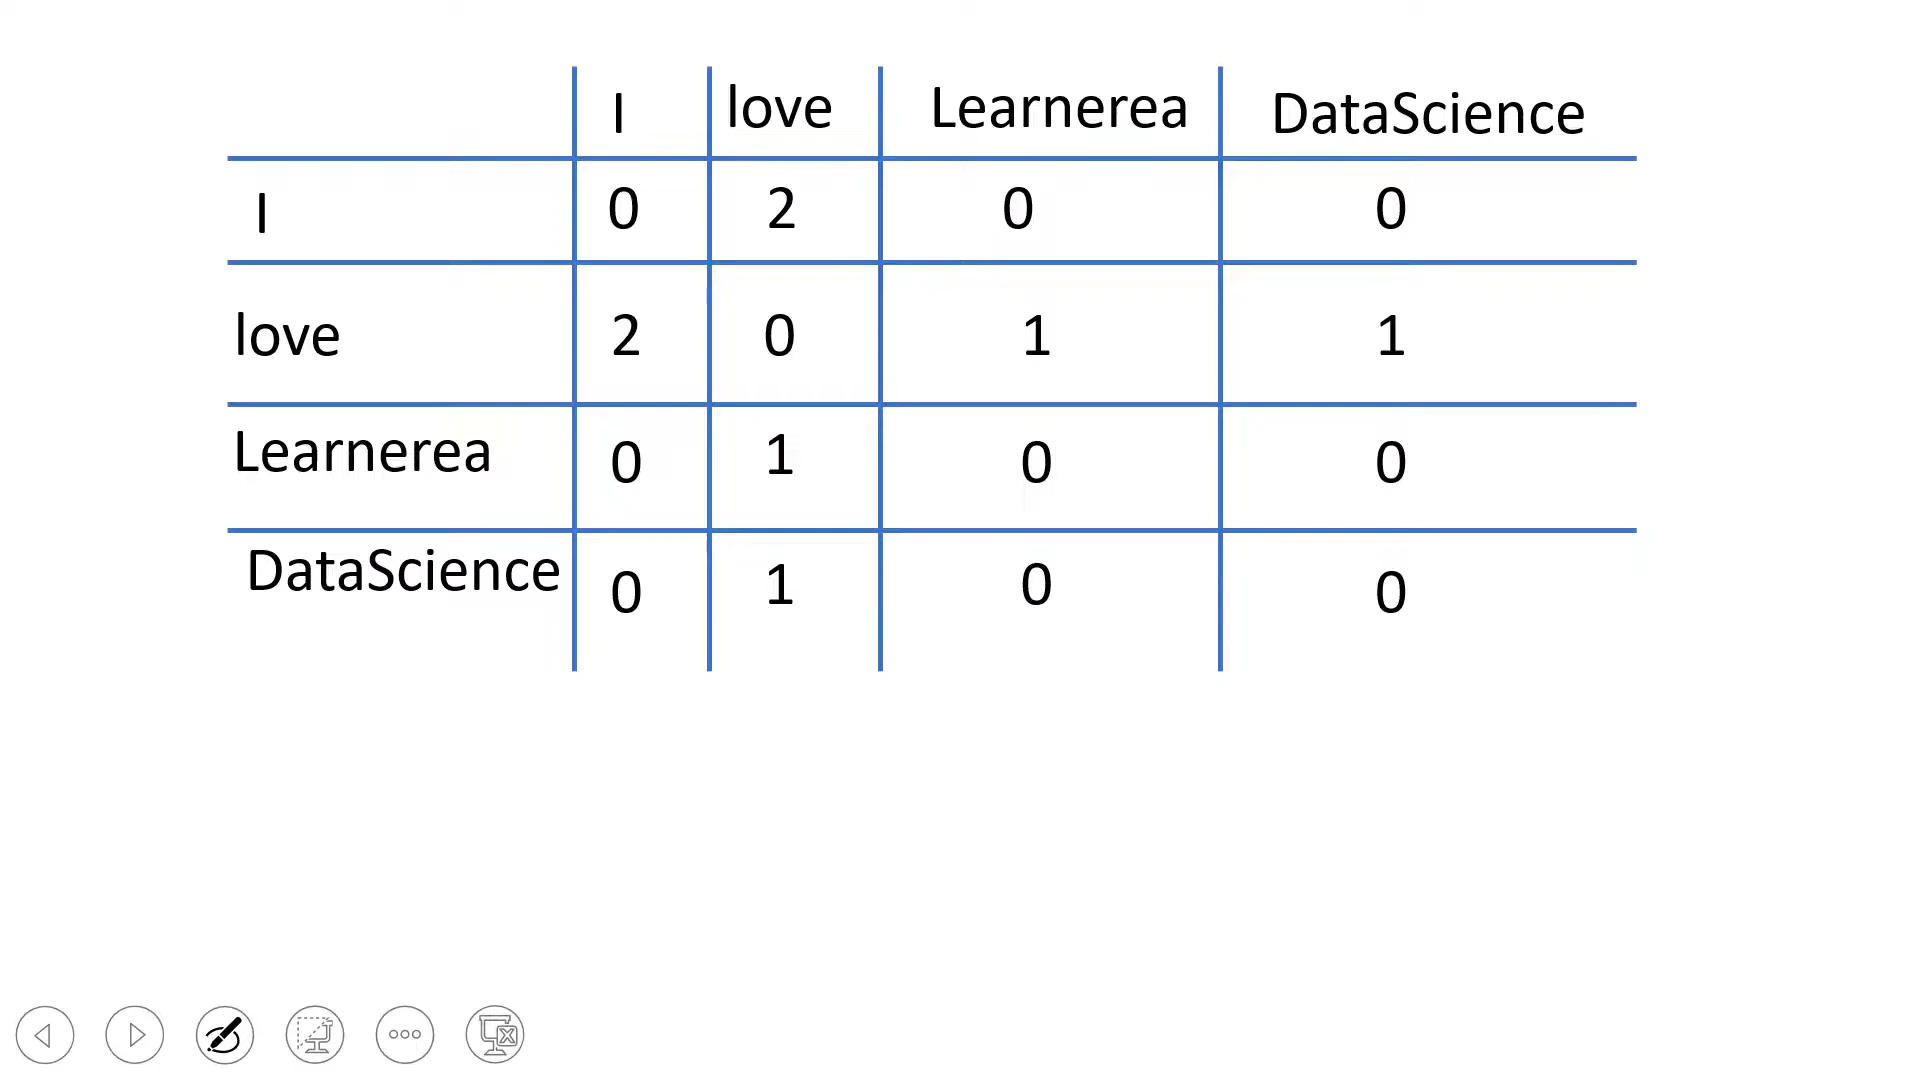 I love Learnerea DataScience
I 0 2 0 0
love 2 0 1 1
Learnerea 0 1 0 0
DataScience 0 1 0 0